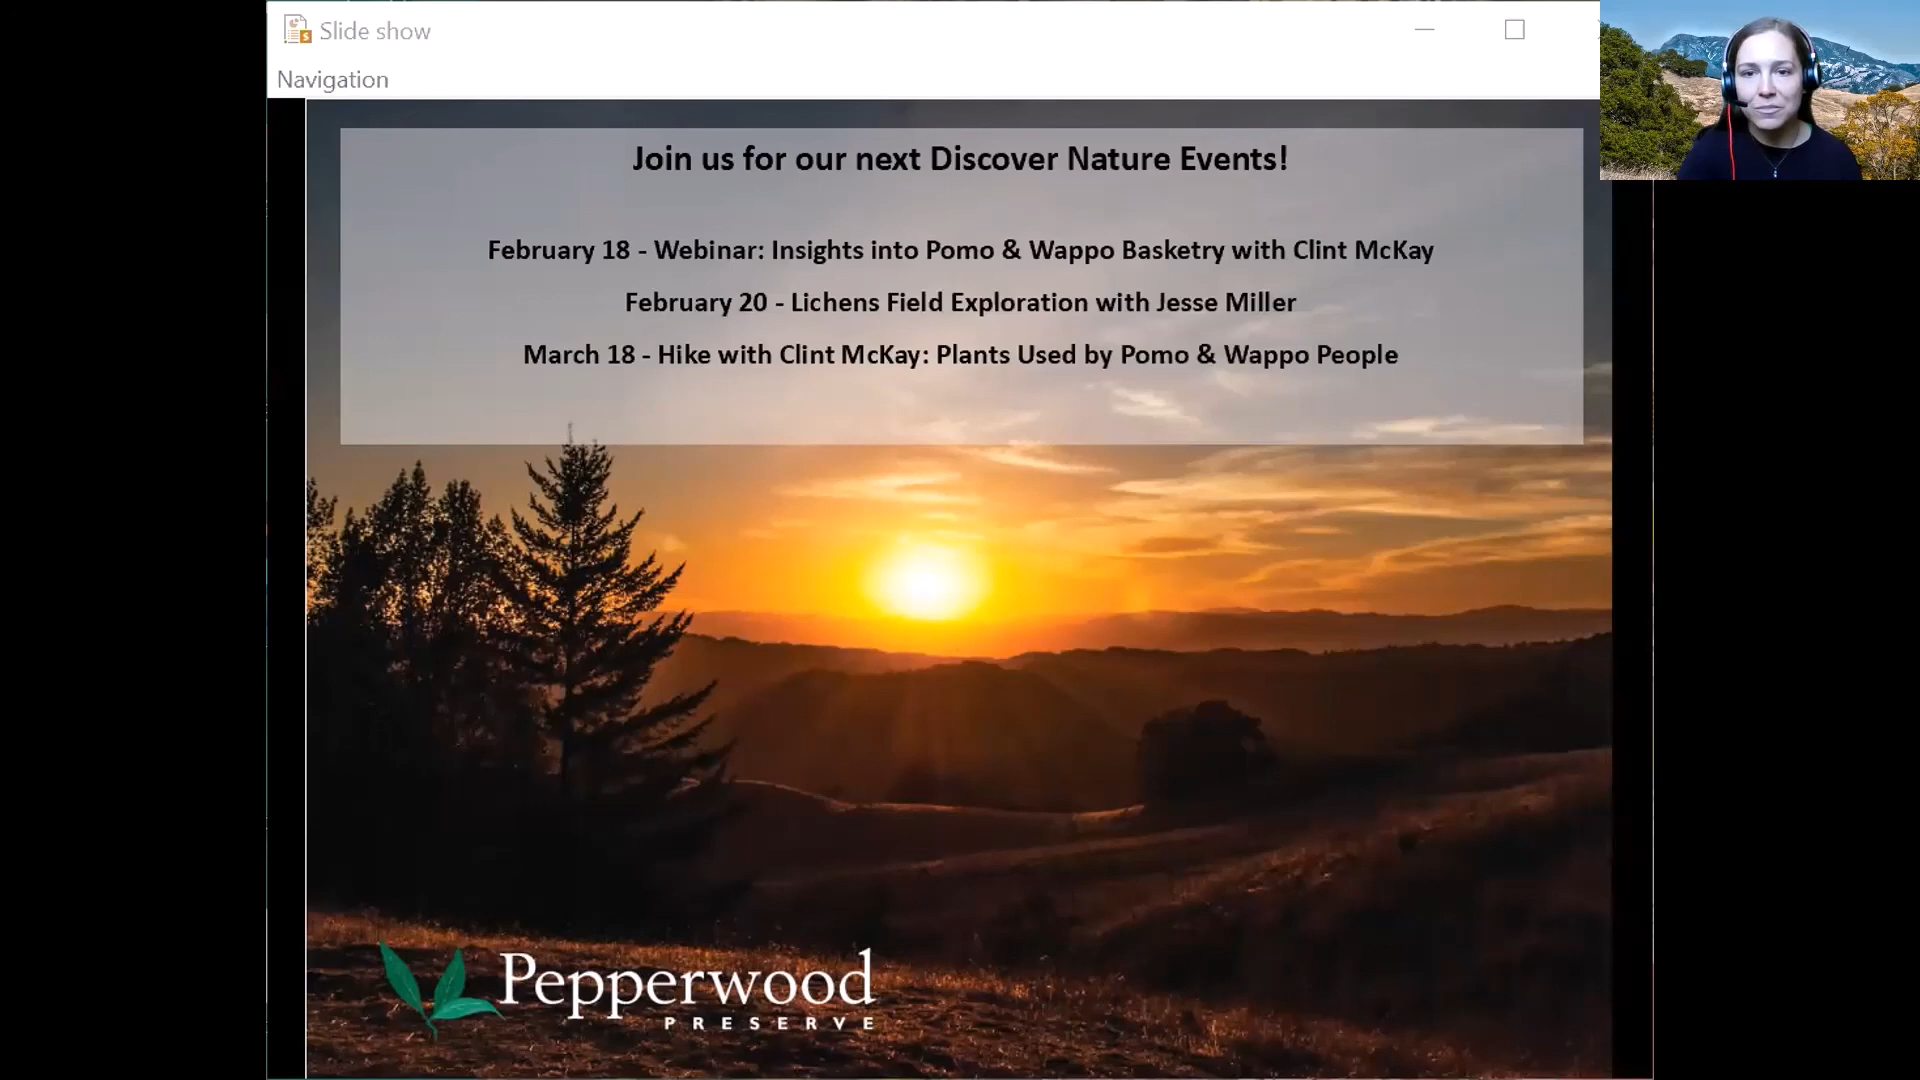 Slide show
Navigation
Join us for our next Discover Nature Events!
February 18 - Webinar: Insights into Pomo & Wappo Basketry with Clint McKay
February 20 - Lichens Field Exploration with Jesse Miller
March 18 - Hike with Clint McKay: Plants Used by Pomo & Wappo People
Pepperwood
PRESERVE